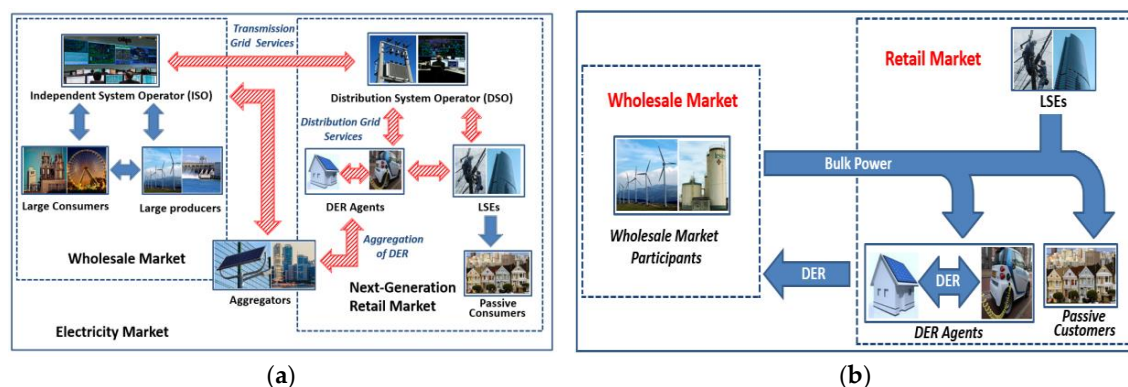 Transmission
Grid Services
Independent System Operator (ISO)
Distribution System Operator (DSO)
Distribution Grid
Services
Large Consumers
Large producers
DER Agents
LSEs
Wholesale Market
Aggregation
of DER
Aggregators
Next-Generation
Retail Market
Passive
Consumers
Electricity Market
(a)
Retail Market
LSEs
Wholesale Market
Bulk Power
Wholesale Market
Participants
DER
DER
DER Agents
Passive
Customers
(b)